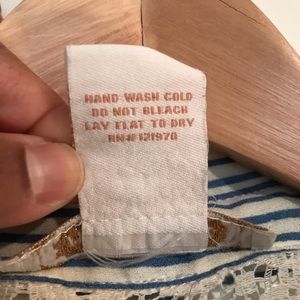 HAND WASH COLD
DO NOT BLEACH
LAY FLAT TO DRY
RN# 121970